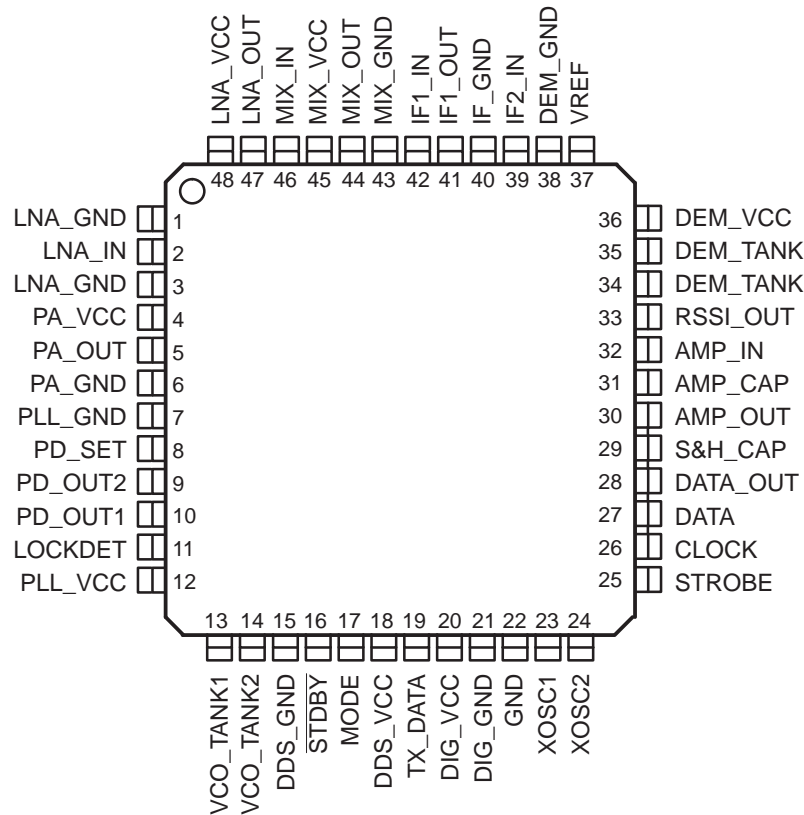 LNA_VCC
LNA_OUT
MIX_IN
MIX_VCC
MIX_OUT
MIX_GND
IF1_IN
IF1_OUT
IF_GND
IF2_IN
DEM_GND
VREF
48 47 46 45 44 43 42 41 40 39 38 37
LNA_GND 1
LNA_IN 2
LNA_GND 3
PA_VCC 4
PA_OUT 5
PA_GND 6
PLL_GND 7
PD_SET 8
PD_OUT2 9
PD_OUT1 10
LOCKDET 11
PLL_VCC 12
36 DEM_VCC
35 DEM_TANK
34 DEM_TANK
33 RSSI_OUT
32 AMP_IN
31 AMP_CAP
30 AMP_OUT
29 S&H_CAP
28 DATA_OUT
27 DATA
26 CLOCK
25 STROBE
13 14 15 16 17 18 19 20 21 22 23 24
VCO_TANK1
VCO_TANK2
DDS_GND
STDBY
MODE
DDS_VCC
TX_DATA
DIG_VCC
DIG_GND
GND
XOSC1
XOSC2